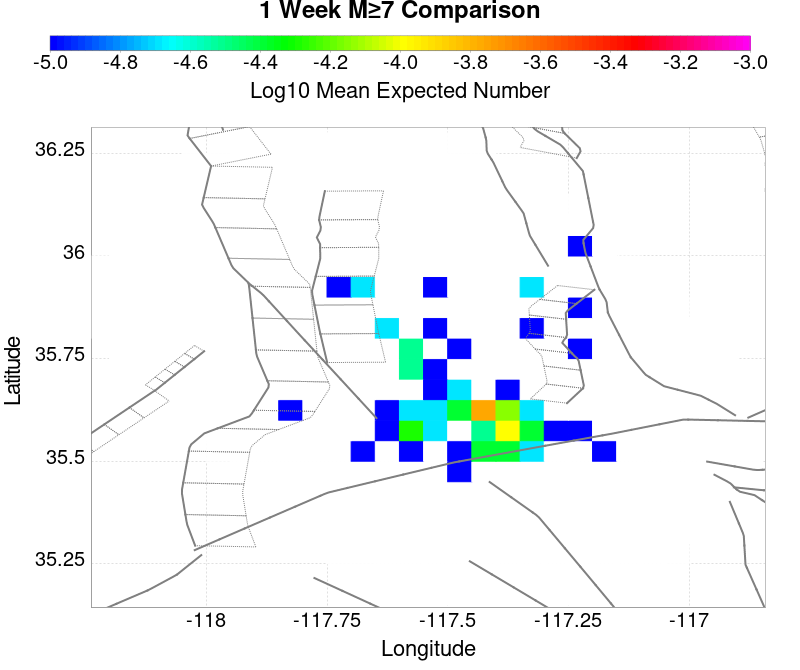 1 Week M≥7 Comparison
-5.0 -4.8 -4.6 -4.4 -4.2 -4.0 -3.8 -3.6 -3.4 -3.2 -3.0
Log10 Mean Expected Number
36.25
36
35.75
35.5
35.25
Latitude
-118 -117.75 -117.5 -117.25 -117
Longitude